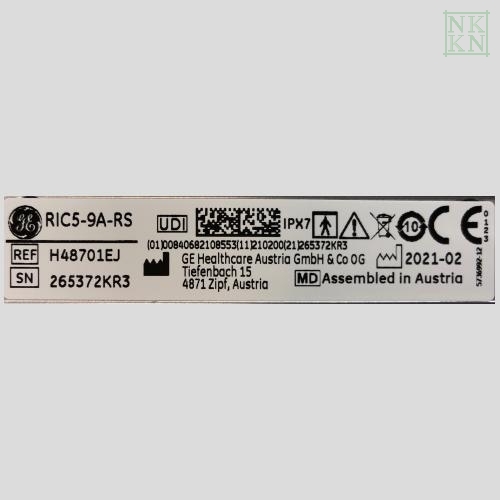 NK
KN
GE RIC5-9A-RS
UDI
IPX7
10
CE
0123
(01)00840682108553(11)210200(21)265372KR3
REF H48701EJ
GE Healthcare Austria GmbH & Co OG
Tiefenbach 15
4871 Zipf, Austria
2021-02
SN 265372KR3
MD Assembled in Austria
5736992-12